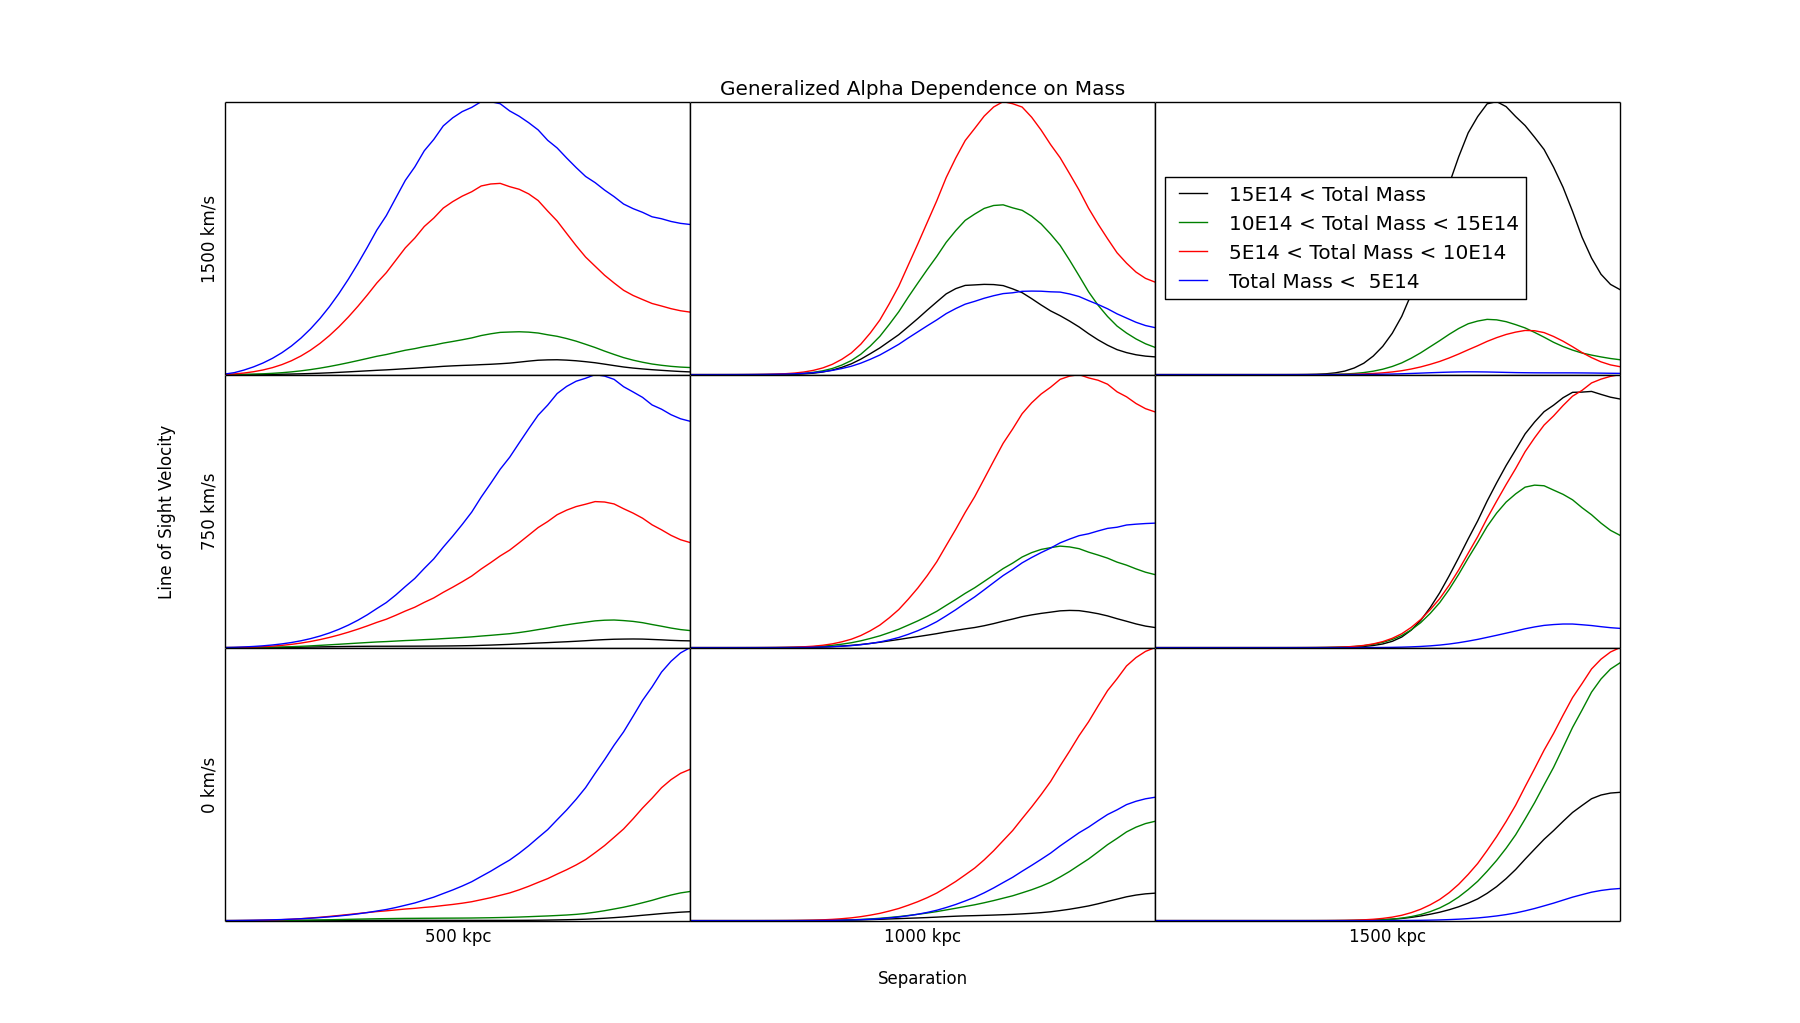 Generalized Alpha Dependence on Mass
1500 km/s
15E14 < Total Mass
10E14 < Total Mass < 15E14
5E14 < Total Mass < 10E14
Total Mass <  5E14
Line of Sight Velocity
750 km/s
0 km/s
500 kpc
1000 kpc
1500 kpc
Separation